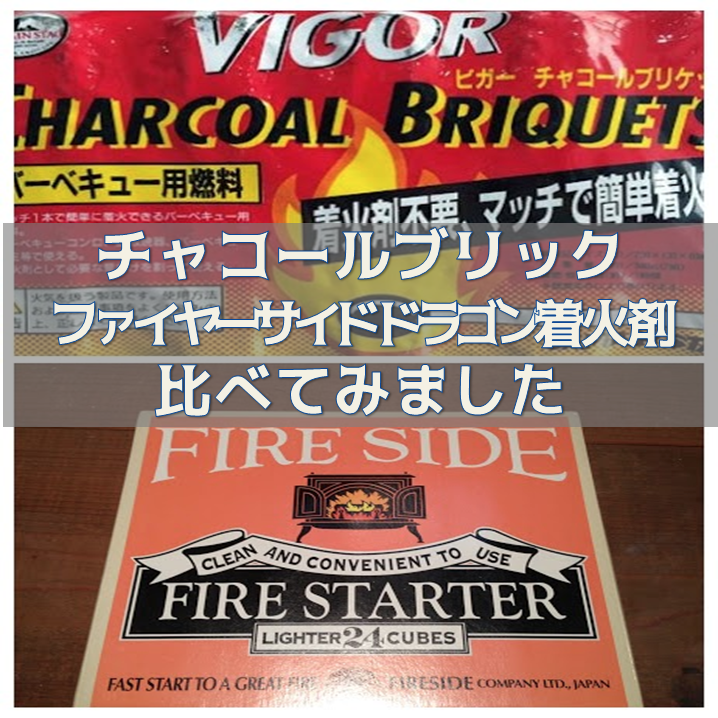 VIGOR
ビガー チャコールブリケッ
CHARCOAL BRIQUETS
バーベキュー用燃料
着火剤不要、マッチで簡単着火
チャコールブリック
ファイヤーサイドドラゴン着火剤
比べてみました
FIRE SIDE
CLEAN AND CONVENIENT TO USE
FIRE STARTER
LIGHTER 24 CUBES
FAST START TO A GREAT FIRE
FIRESIDE COMPANY LTD., JAPAN